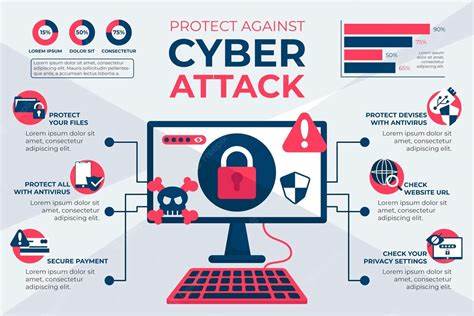 PROTECT AGAINST
CYBER
ATTACK
15%
50%
75%
LOREM IPSUM
DOLOR SIT
CONSECTETUR
90%
75%
50%
65%
PROTECT
YOUR FILES
Lorem ipsum dolor sit
amet, consectetur
adipiscing elit.
PROTECT ALL
WITH ANTIVIRUS
Lorem ipsum dolor sit
amet, consectetur
adipiscing elit.
SECURE PAYMENT
Lorem ipsum dolor sit
amet, consectetur
adipiscing elit.
PROTECT DEVISES
WITH ANTIVIRUS
Lorem ipsum dolor sit
amet, consectetur
adipiscing elit.
CHECK
WEBSITE URL
Lorem ipsum dolor sit
amet, consectetur
adipiscing elit.
CHECK YOUR
PRIVACY SETTINGS
Lorem ipsum dolor sit
amet, consectetur
adipiscing elit.